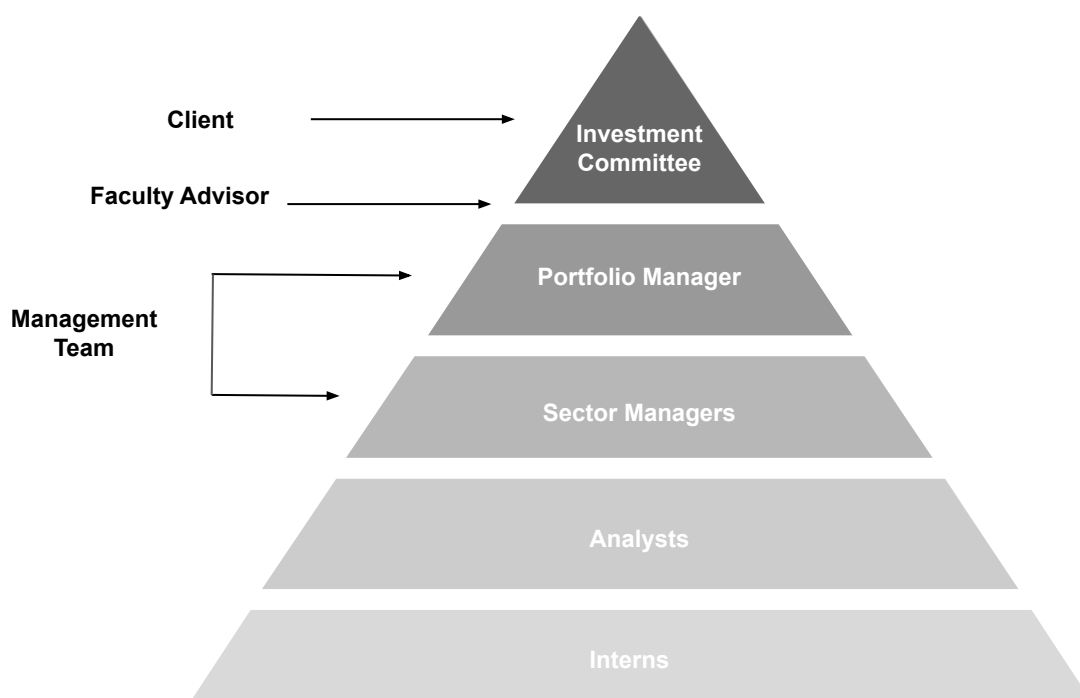 Client
Investment
Committee
Faculty Advisor
Portfolio Manager
Management
Team
Sector Managers
Analysts
Interns